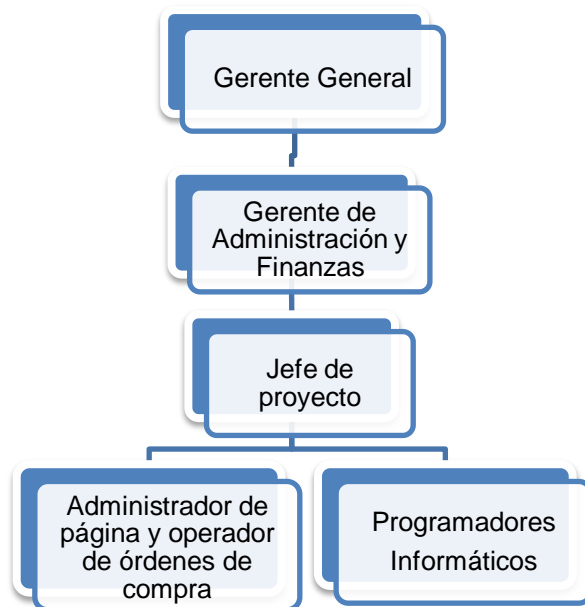 Gerente General
Gerente de
Administración y
Finanzas
Jefe de
proyecto
Administrador de
página y operador
de órdenes de
compra
Programadores
Informáticos